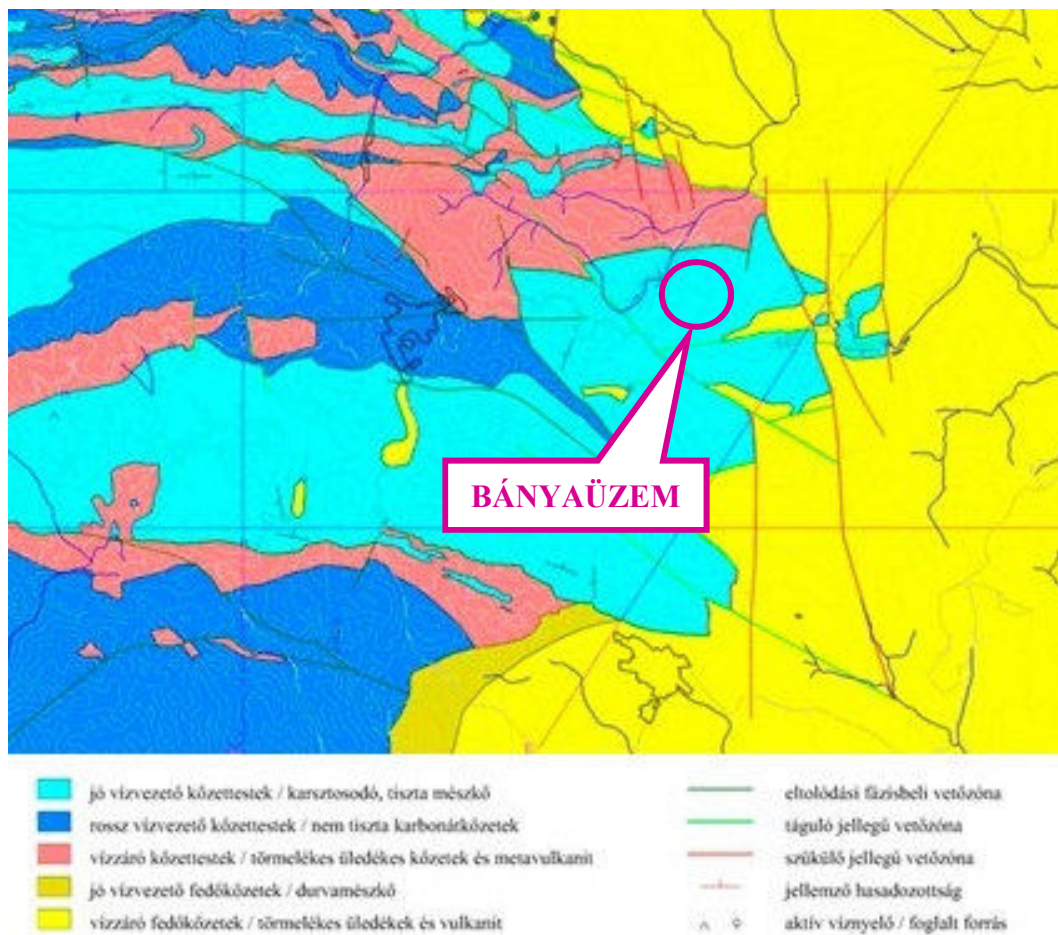 BÁNYAÜZEM
jó vízvezető kőzettestek / karsztosodó, tiszta mészkő
rossz vízvezető kőzettestek / nem tiszta karbonátkőzetek
vízzáró kőzettestek / törmelékes üledékes kőzetek és metavulkanit
jó vízvezető fedőkőzetek / durvamészkő
vízzáró fedőkőzetek / törmelékes üledékek és vulkanit
eltolódási fázisbeli vetőzóna
táguló jellegű vetőzóna
szűkülő jellegű vetőzóna
jellemző hasadozottság
aktív víznyelő / foglalt forrás